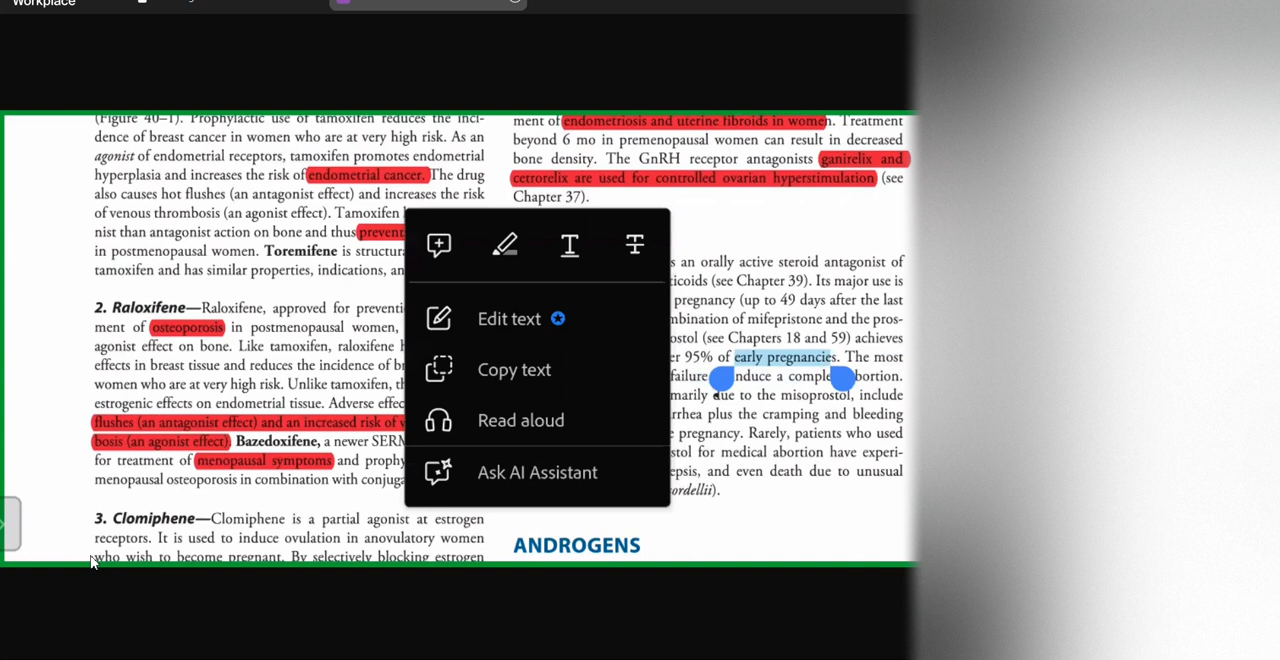 Workplace
(Figure 40–1). Prophylactic use of tamoxifen reduces the inci-
dence of breast cancer in women who are at very high risk. As an
agonist of endometrial receptors, tamoxifen promotes endometrial
hyperplasia and increases the risk of endometrial cancer. The drug
also causes hot flushes (an antagonist effect) and increases the risk
of venous thrombosis (an agonist effect). Tamoxifen
nist than antagonist action on bone and thus prevent
in postmenopausal women. Toremifene is structur
tamoxifen and has similar properties, indications, an
2. Raloxifene—Raloxifene, approved for preventi
ment of osteoporosis in postmenopausal women,
agonist effect on bone. Like tamoxifen, raloxifene
effects in breast tissue and reduces the incidence of br
women who are at very high risk. Unlike tamoxifen, th
estrogenic effects on endometrial tissue. Adverse effec
flushes (an antagonist effect) and an increased risk of v
bosis (an agonist effect). Bazedoxifene, a newer SERM
for treatment of menopausal symptoms and prophy
menopausal osteoporosis in combination with conjuga
3. Clomiphene—Clomiphene is a partial agonist at estrogen
receptors. It is used to induce ovulation in anovulatory women
who wish to become pregnant. By selectively blocking estrogen
ment of endometriosis and uterine fibroids in women. Treatment
beyond 6 mo in premenopausal women can result in decreased
bone density. The GnRH receptor antagonists ganirelix and
cetrorelix are used for controlled ovarian hyperstimulation (see
Chapter 37).
s an orally active steroid antagonist of
ticoids (see Chapter 39). Its major use is
pregnancy (up to 49 days after the last
mbination of mifepristone and the pros-
ostol (see Chapters 18 and 59) achieves
er 95% of early pregnancies. The most
failure nduce a comple bortion.
marily due to the misoprostol, include
rrhea plus the cramping and bleeding
pregnancy. Rarely, patients who used
stol for medical abortion have experi-
epsis, and even death due to unusual
ordellii).
ANDROGENS
Edit text
Copy text
Read aloud
Ask AI Assistant